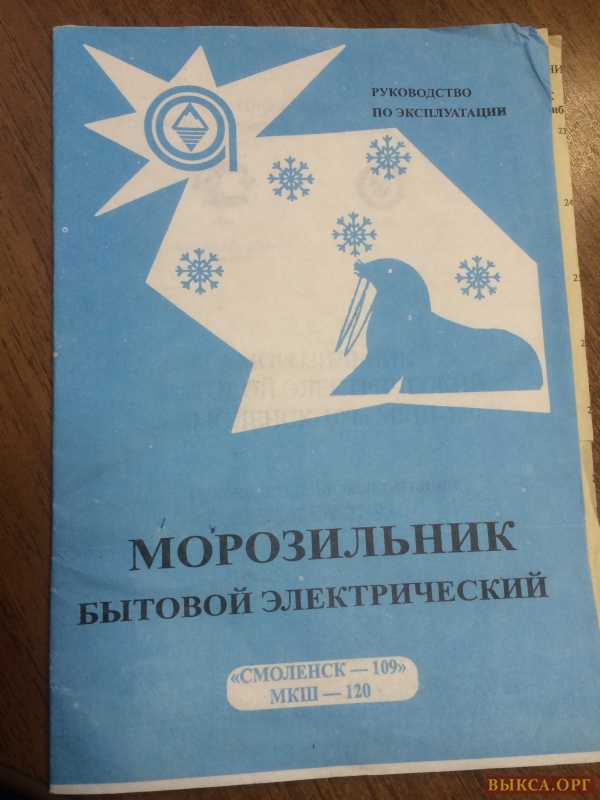 РУКОВОДСТВО
ПО ЭКСПЛУАТАЦИИ
МОРОЗИЛЬНИК
БЫТОВОЙ ЭЛЕКТРИЧЕСКИЙ
«СМОЛЕНСК — 109»
МКШ — 120
ВЫКСА.ОРГ